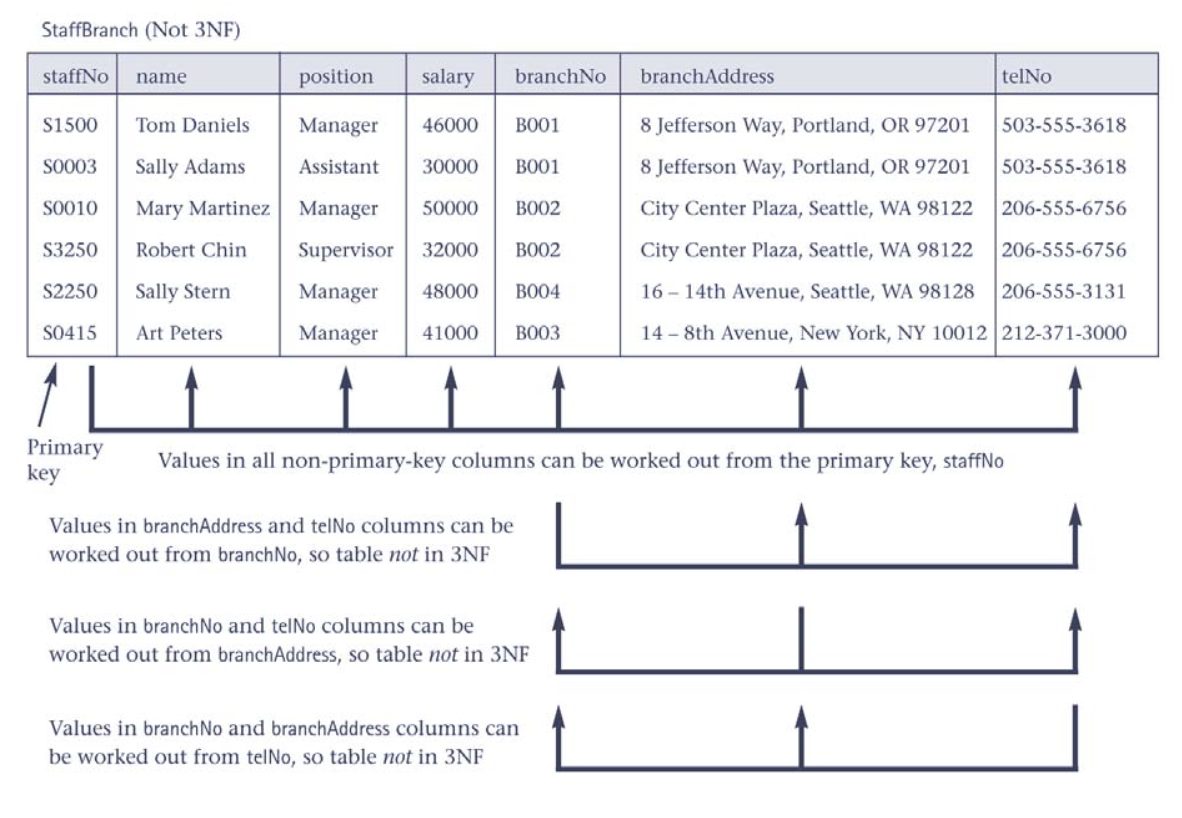 StaffBranch (Not 3NF)
staffNo name position salary branchNo branchAddress telNo
S1500 Tom Daniels Manager 46000 B001 8 Jefferson Way, Portland, OR 97201 503-555-3618
S0003 Sally Adams Assistant 30000 B001 8 Jefferson Way, Portland, OR 97201 503-555-3618
S0010 Mary Martinez Manager 50000 B002 City Center Plaza, Seattle, WA 98122 206-555-6756
S3250 Robert Chin Supervisor 32000 B002 City Center Plaza, Seattle, WA 98122 206-555-6756
S2250 Sally Stern Manager 48000 B004 16 – 14th Avenue, Seattle, WA 98128 206-555-3131
S0415 Art Peters Manager 41000 B003 14 – 8th Avenue, New York, NY 10012 212-371-3000
Primary
key
Values in all non-primary-key columns can be worked out from the primary key, staffNo
Values in branchAddress and telNo columns can be
worked out from branchNo, so table not in 3NF
Values in branchNo and telNo columns can be
worked out from branchAddress, so table not in 3NF
Values in branchNo and branchAddress columns can
be worked out from telNo, so table not in 3NF